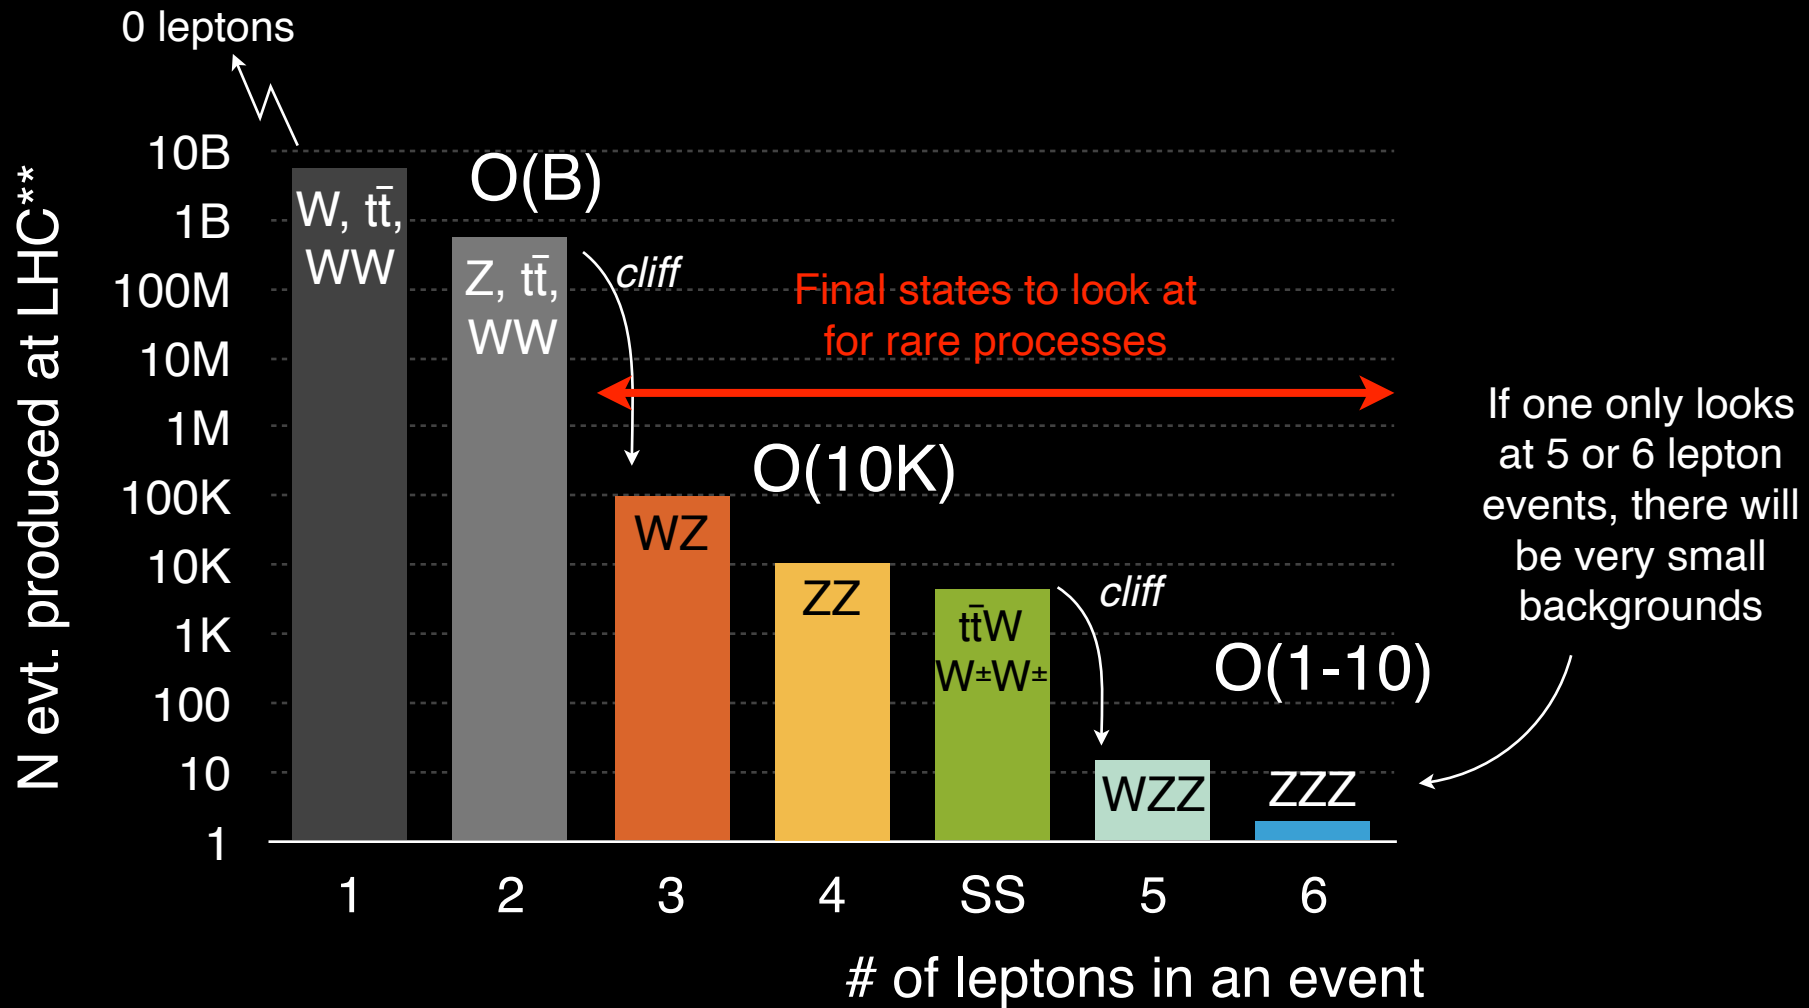 0 leptons
N evt. produced at LHC**
10B
1B
100M
10M
1M
100K
10K
1K
100
10
1
W, tt̄,
WW
O(B)
Z, tt̄,
WW
cliff
Final states to look at
for rare processes
O(10K)
WZ
ZZ
tt̄W
W±W±
cliff
O(1-10)
WZZ
ZZZ
If one only looks
at 5 or 6 lepton
events, there will
be very small
backgrounds
1 2 3 4 SS 5 6
# of leptons in an event